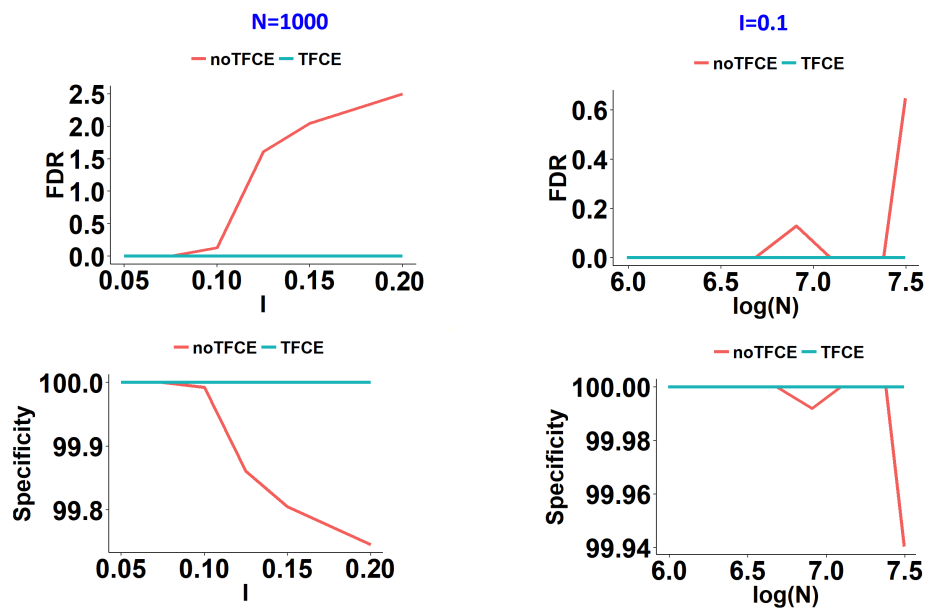 N=1000
noTFCE TFCE
FDR
2.5
2.0
1.5
1.0
0.5
0.0
0.05 0.10 0.15 0.20
I
I=0.1
noTFCE TFCE
FDR
0.6
0.4
0.2
0.0
6.0 6.5 7.0 7.5
log(N)
noTFCE TFCE
Specificity
100.0
99.9
99.8
0.05 0.10 0.15 0.20
I
noTFCE TFCE
Specificity
100.00
99.98
99.96
99.94
6.0 6.5 7.0 7.5
log(N)